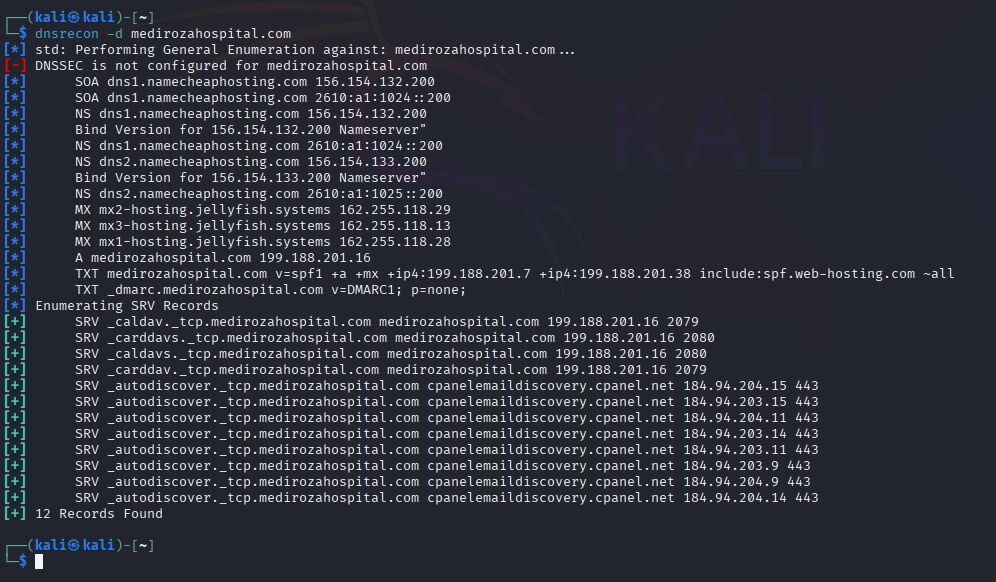 ┌──(kali㉿kali)-[~]
└─$ dnsrecon -d medirozahospital.com
[*] std: Performing General Enumeration against: medirozahospital.com...
[-] DNSSEC is not configured for medirozahospital.com
[*] SOA dns1.namecheaphosting.com 156.154.132.200
[*] SOA dns1.namecheaphosting.com 2610:a1:1024::200
[*] NS dns1.namecheaphosting.com 156.154.132.200
[*] Bind Version for 156.154.132.200 Nameserver"
[*] NS dns1.namecheaphosting.com 2610:a1:1024::200
[*] NS dns2.namecheaphosting.com 156.154.133.200
[*] Bind Version for 156.154.133.200 Nameserver"
[*] NS dns2.namecheaphosting.com 2610:a1:1025::200
[*] MX mx2-hosting.jellyfish.systems 162.255.118.29
[*] MX mx3-hosting.jellyfish.systems 162.255.118.13
[*] MX mx1-hosting.jellyfish.systems 162.255.118.28
[*] A medirozahospital.com 199.188.201.16
[*] TXT medirozahospital.com v=spf1 +a +mx +ip4:199.188.201.7 +ip4:199.188.201.38 include:spf.web-hosting.com ~all
[*] TXT _dmarc.medirozahospital.com v=DMARC1; p=none;
[*] Enumerating SRV Records
[+] SRV _caldav._tcp.medirozahospital.com medirozahospital.com 199.188.201.16 2079
[+] SRV _carddavs._tcp.medirozahospital.com medirozahospital.com 199.188.201.16 2080
[+] SRV _caldavs._tcp.medirozahospital.com medirozahospital.com 199.188.201.16 2080
[+] SRV _carddav._tcp.medirozahospital.com medirozahospital.com 199.188.201.16 2079
[+] SRV _autodiscover._tcp.medirozahospital.com cpanelemaildiscovery.cpanel.net 184.94.204.15 443
[+] SRV _autodiscover._tcp.medirozahospital.com cpanelemaildiscovery.cpanel.net 184.94.203.15 443
[+] SRV _autodiscover._tcp.medirozahospital.com cpanelemaildiscovery.cpanel.net 184.94.204.11 443
[+] SRV _autodiscover._tcp.medirozahospital.com cpanelemaildiscovery.cpanel.net 184.94.203.14 443
[+] SRV _autodiscover._tcp.medirozahospital.com cpanelemaildiscovery.cpanel.net 184.94.203.11 443
[+] SRV _autodiscover._tcp.medirozahospital.com cpanelemaildiscovery.cpanel.net 184.94.203.9 443
[+] SRV _autodiscover._tcp.medirozahospital.com cpanelemaildiscovery.cpanel.net 184.94.204.9 443
[+] SRV _autodiscover._tcp.medirozahospital.com cpanelemaildiscovery.cpanel.net 184.94.204.14 443
[+] 12 Records Found
┌──(kali㉿kali)-[~]
└─$
KALI